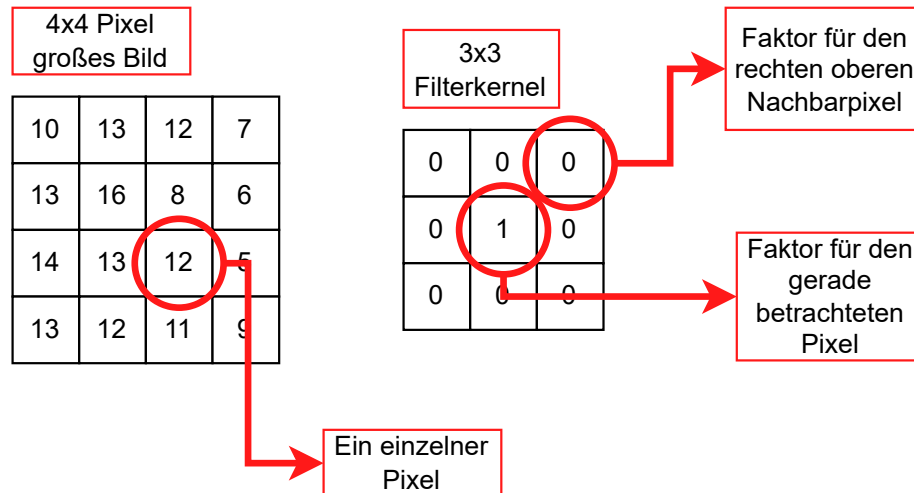 4x4 Pixel
großes Bild
10 13 12 7
13 16 8 6
14 13 12 5
13 12 11 9
3x3
Filterkernel
0 0 0
0 1 0
0 0 0
Faktor für den
rechten oberen
Nachbarpixel
Faktor für den
gerade
betrachteten
Pixel
Ein einzelner
Pixel